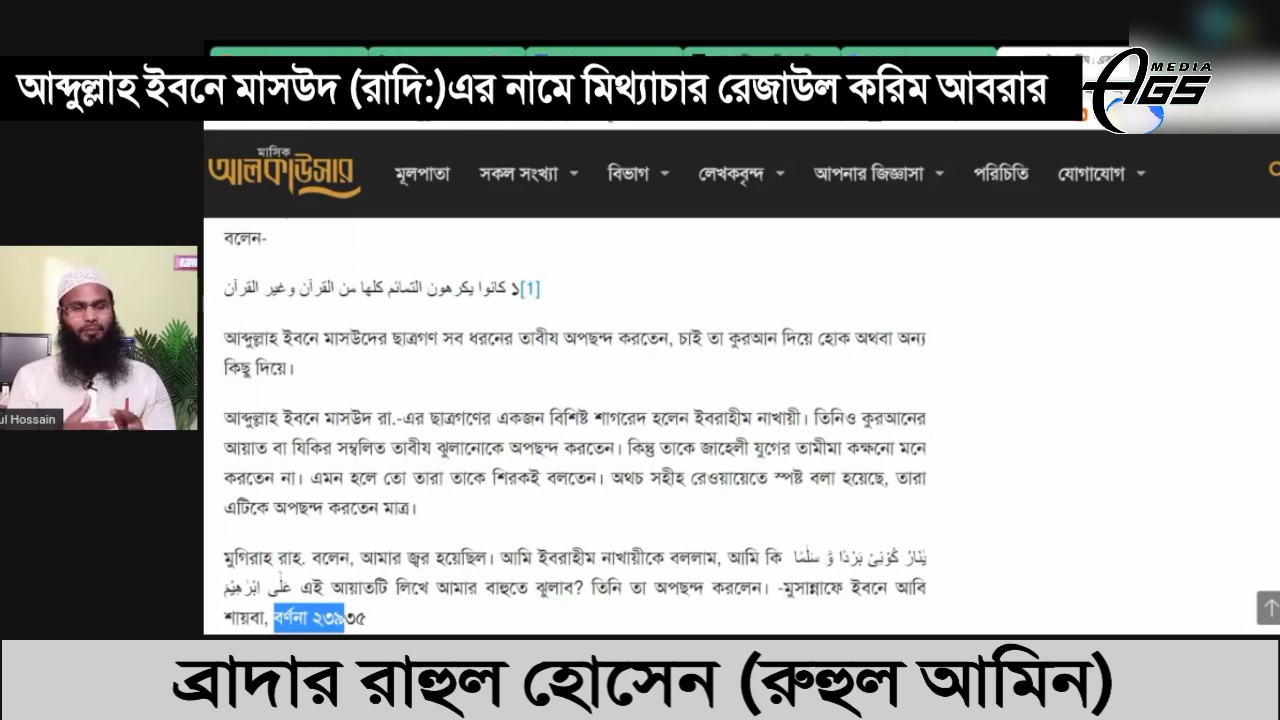 আব্দুল্লাহ ইবনে মাসউদ (রাদি:)এর নামে মিথ্যাচার রেজাউল করিম আবরার
MEDIA
AGS
মাসিক
আলকাউসার
মূলপাতা সকল সংখ্যা বিভাগ লেখকবৃন্দ আপনার জিজ্ঞাসা পরিচিতি যোগাযোগ
বলেন-
كانوا يكرهون التمائم كلها من القرآن وغير القرآن ১[1]
আব্দুল্লাহ ইবনে মাসউদের ছাত্রগণ সব ধরনের তাবীয অপছন্দ করতেন, চাই তা কুরআন দিয়ে হোক অথবা অন্য
কিছু দিয়ে।
আব্দুল্লাহ ইবনে মাসউদ রা.-এর ছাত্রগণের একজন বিশিষ্ট শাগরেদ হলেন ইবরাহীম নাখায়ী। তিনিও কুরআনের
আয়াত বা যিকির সম্বলিত তাবীয ঝুলানোকে অপছন্দ করতেন। কিন্তু তাকে জাহেলী যুগের তামীমা কক্ষনো মনে
করতেন না। এমন হলে তো তারা তাকে শিরকই বলতেন। অথচ সহীহ রেওয়ায়েতে স্পষ্ট বলা হয়েছে, তারা
এটিকে অপছন্দ করতেন মাত্র।
মুগিরাহ রাহ. বলেন, আমার জ্বর হয়েছিল। আমি ইবরাহীম নাখায়ীকে বললাম, আমি কি یٰنَارُ كُوْنِیْ بَرْدًا وَّ سَلٰمًا
عَلٰۤی اِبْرٰهِیْمَ এই আয়াতটি লিখে আমার বাহুতে ঝুলাব? তিনি তা অপছন্দ করলেন। -মুসান্নাফে ইবনে আবি
শায়বা, বর্ণনা ২৩৯৩৫
ul Hossain
ব্রাদার রাহুল হোসেন (রুহুল আমিন)